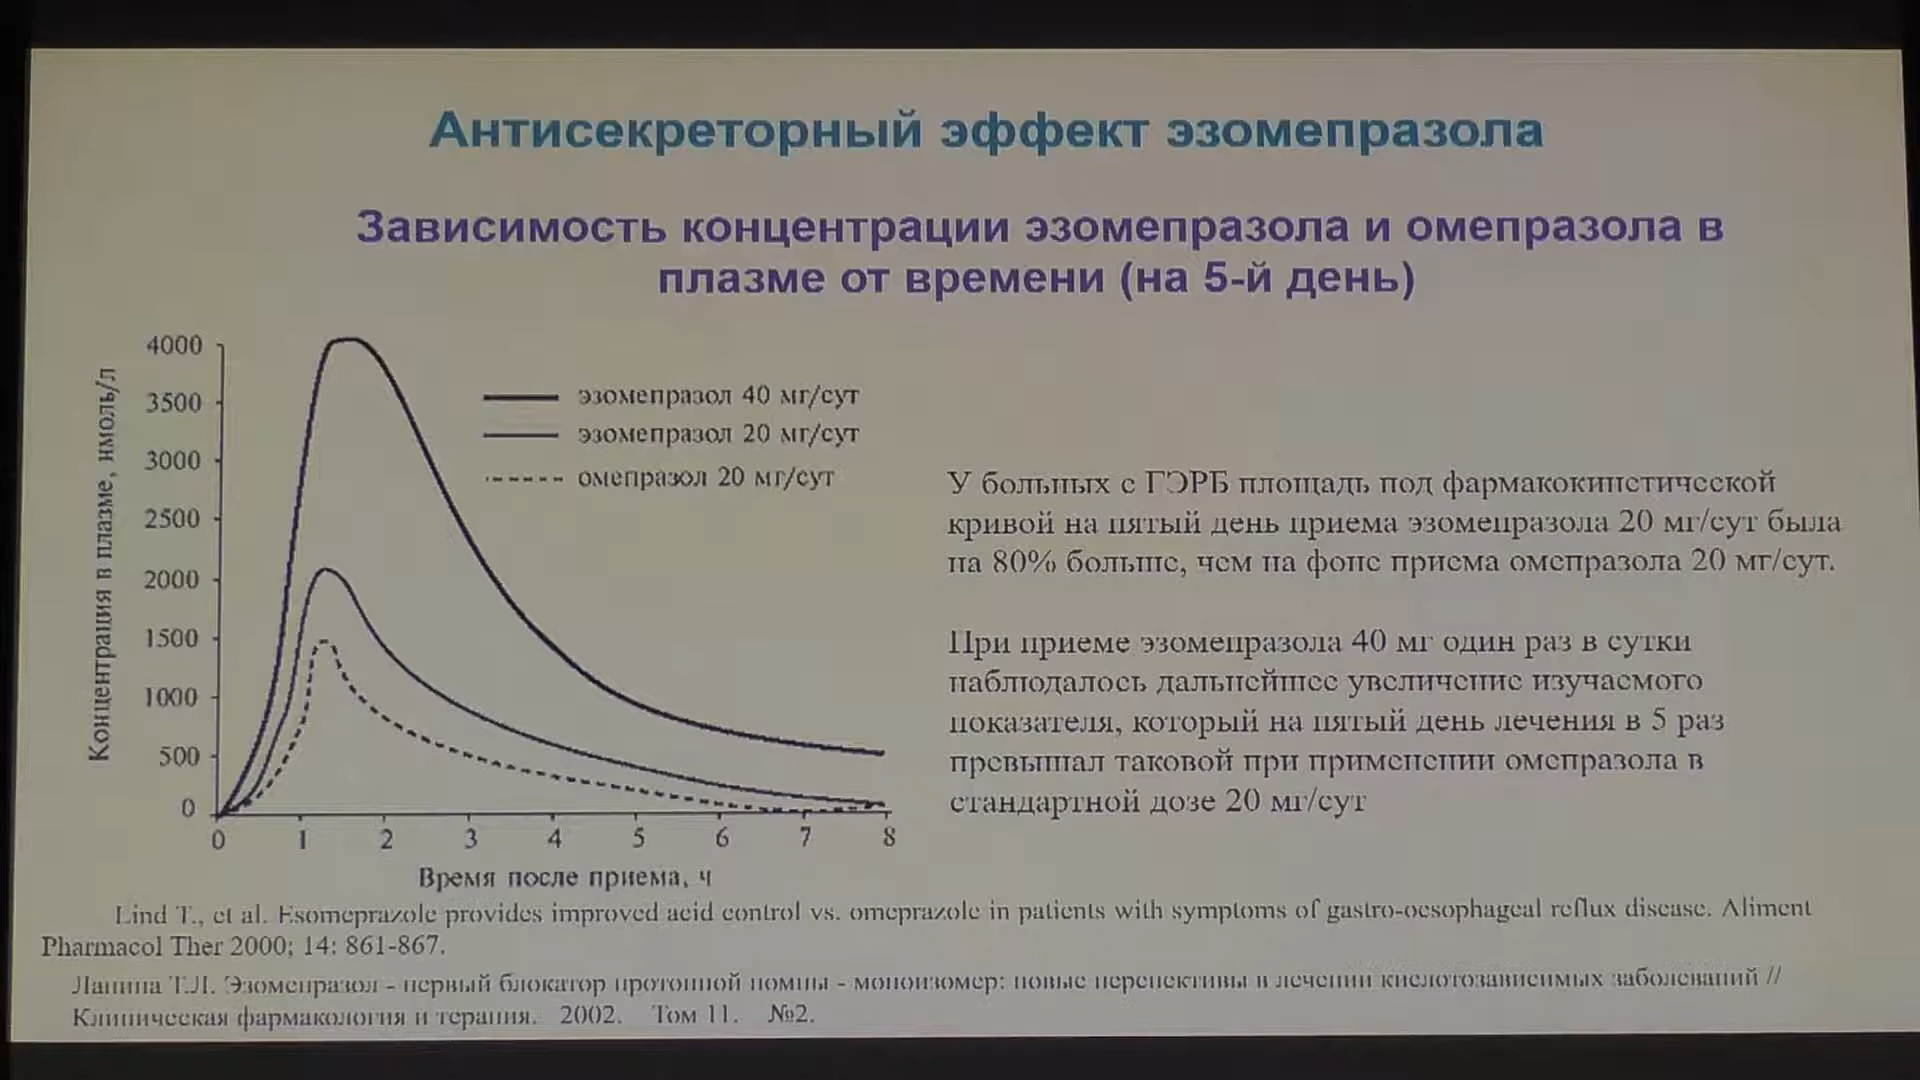 Антисекреторный эффект эзомепразола
Зависимость концентрации эзомепразола и омепразола в
плазме от времени (на 5-й день)
Концентрация в плазме, нмоль/л
4000
3500
3000
2500
2000
1500
1000
500
0
0 1 2 3 4 5 6 7 8
Время после приема, ч
эзомепразол 40 мг/сут
эзомепразол 20 мг/сут
омепразол 20 мг/сут
У больных с ГЭРБ площадь под фармакокинетической
кривой на пятый день приема эзомепразола 20 мг/сут была
на 80% больше, чем на фоне приема омепразола 20 мг/сут.
При приеме эзомепразола 40 мг один раз в сутки
наблюдалось дальнейшее увеличение изучаемого
показателя, который на пятый день лечения в 5 раз
превышал таковой при применении омепразола в
стандартной дозе 20 мг/сут
Lind T., et al. Esomeprazole provides improved acid control vs. omeprazole in patients with symptoms of gastro-oesophageal reflux disease. Aliment
Pharmacol Ther 2000; 14: 861-867.
Лапина Т.Л. Эзомепразол - первый блокатор протонной помпы - моноизомер: новые перспективы в лечении кислотозависимых заболеваний //
Клиническая фармакология и терапия. 2002. Том 11. №2.